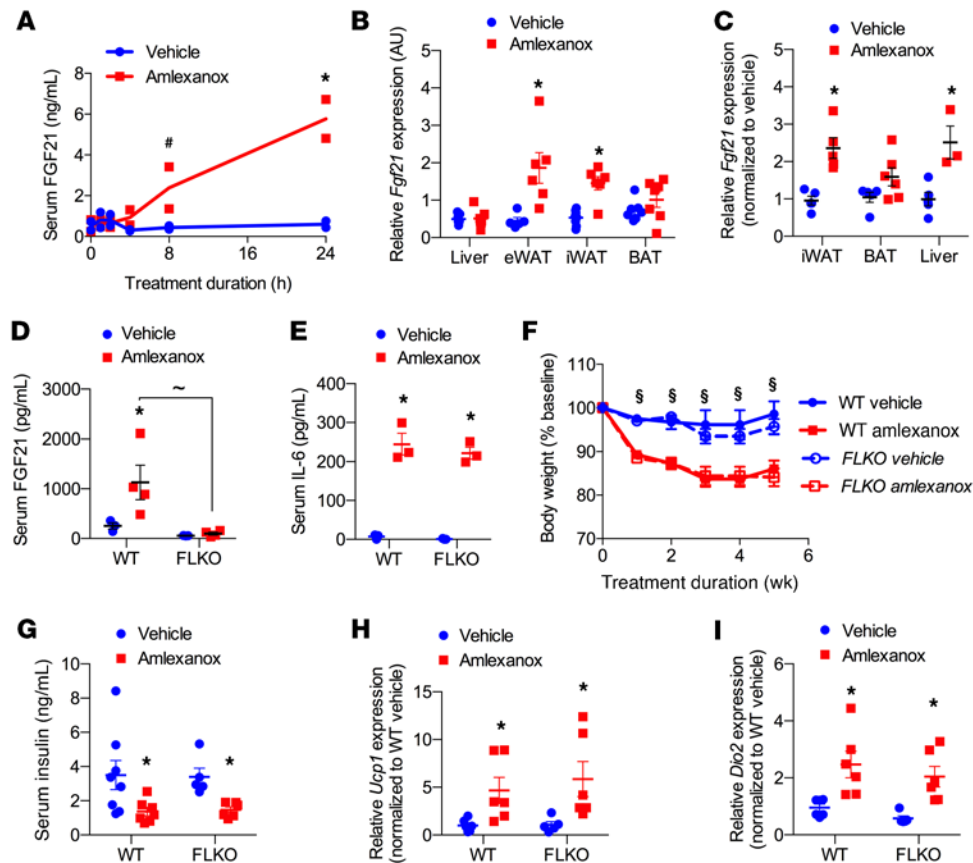 A
Vehicle
Amlexanox
Serum FGF21 (ng/mL)
8
6
4
2
0
#
*
0
8
16
24
Treatment duration (h)
B
Vehicle
Amlexanox
Relative Fgf21 expression (AU)
5
4
3
2
1
0
*
*
Liver
eWAT
iWAT
BAT
C
Vehicle
Amlexanox
Relative Fgf21 expression
(normalized to vehicle)
5
4
3
2
1
0
*
*
iWAT
BAT
Liver
D
Vehicle
Amlexanox
Serum FGF21 (pg/mL)
3000
2000
1000
0
*
~
WT
FLKO
E
Vehicle
Amlexanox
Serum IL-6 (pg/mL)
400
300
200
100
0
*
*
WT
FLKO
F
Body weight (% baseline)
110
100
90
80
70
§
§
§
§
§
0
2
4
6
Treatment duration (wk)
WT vehicle
WT amlexanox
FLKO vehicle
FLKO amlexanox
G
Vehicle
Amlexanox
Serum insulin (ng/mL)
10
8
6
4
2
0
*
*
WT
FLKO
H
Vehicle
Amlexanox
Relative Ucp1 expression
(normalized to WT vehicle)
15
10
5
0
*
*
WT
FLKO
I
Vehicle
Amlexanox
Relative Dio2 expression
(normalized to WT vehicle)
6
4
2
0
*
*
WT
FLKO